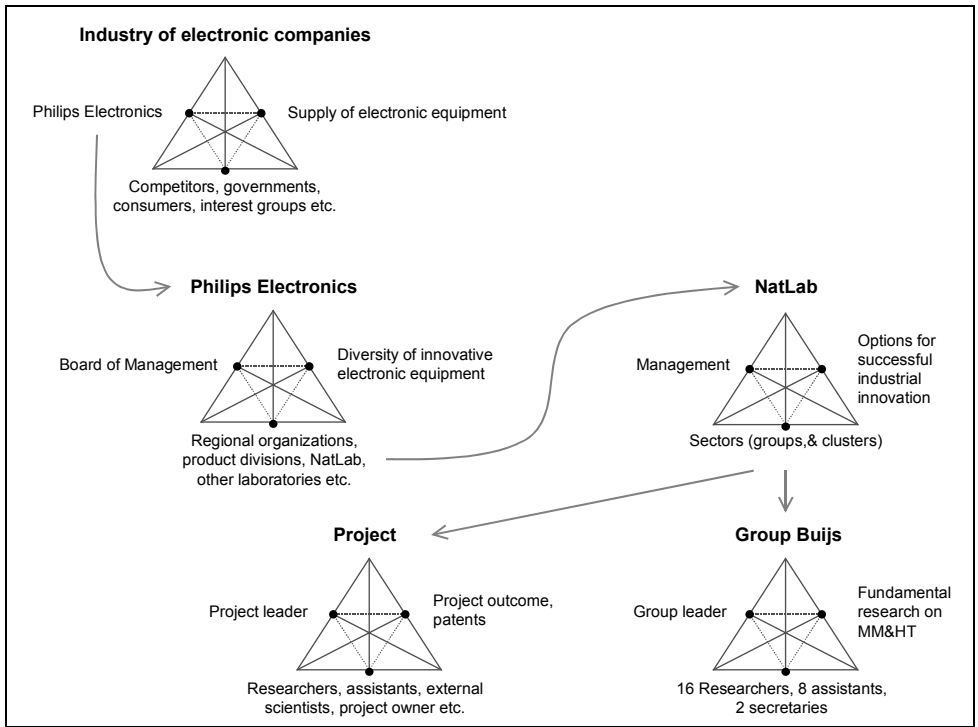 Industry of electronic companies
Philips Electronics
Supply of electronic equipment
Competitors, governments,
consumers, interest groups etc.
Philips Electronics
Board of Management
Diversity of innovative
electronic equipment
Regional organizations,
product divisions, NatLab,
other laboratories etc.
NatLab
Management
Options for
successful
industrial
innovation
Sectors (groups,& clusters)
Project
Project leader
Project outcome,
patents
Researchers, assistants, external
scientists, project owner etc.
Group Buijs
Group leader
Fundamental
research on
MM&HT
16 Researchers, 8 assistants,
2 secretaries